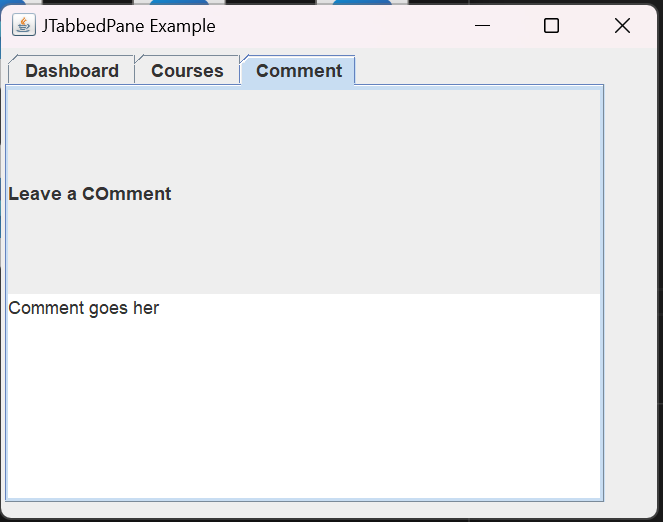 JTabbedPane Example
Dashboard Courses Comment
Leave a COmment
Comment goes her